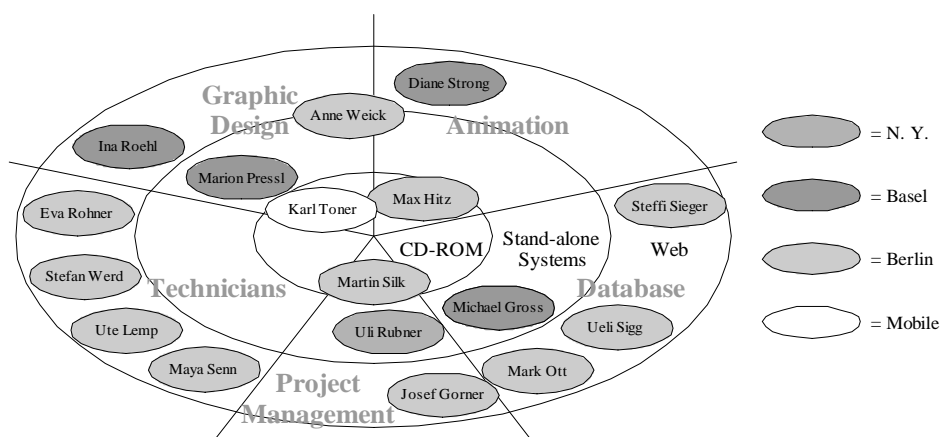 Diane Strong
Graphic
Design
Anne Weick
Animation
= N. Y.
Ina Roehl
Marion Pressl
= Basel
Eva Rohner
Karl Toner
Max Hitz
Steffi Sieger
CD-ROM
Stand-alone
Systems
Web
= Berlin
Stefan Werd
Technicians
Martin Silk
Database
Michael Gross
Ute Lemp
Uli Rubner
Ueli Sigg
= Mobile
Maya Senn
Mark Ott
Project
Management
Josef Gorner